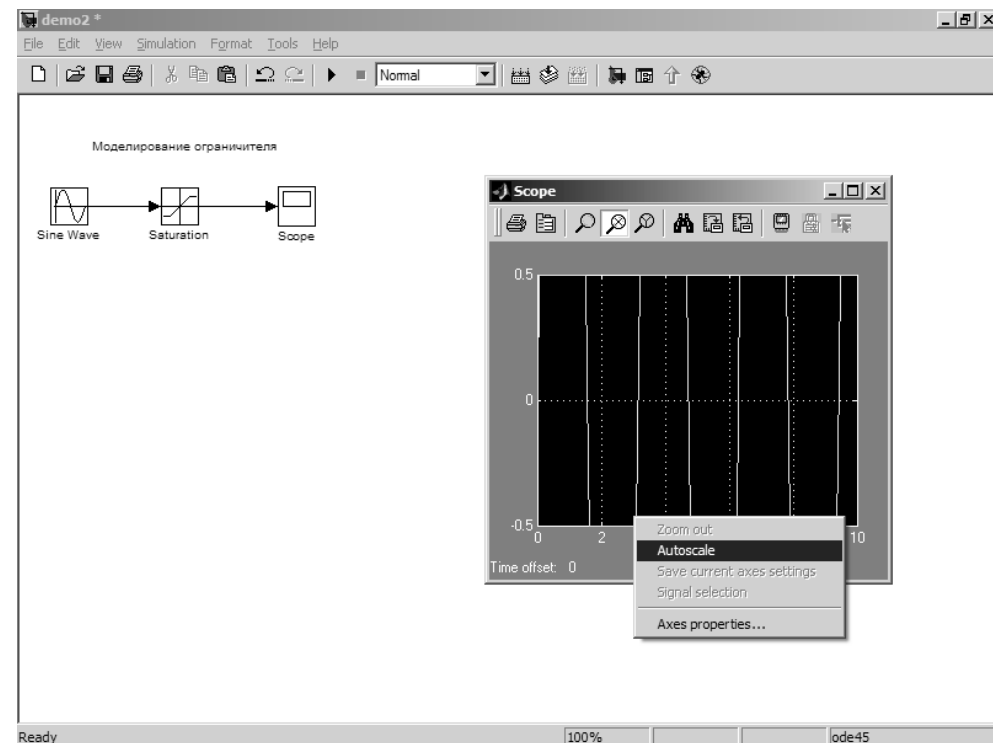 demo2 *
File Edit View Simulation Format Tools Help
Normal
Моделирование ограничителя
Sine Wave
Saturation
Scope
Scope
0.5
0
-0.5
0
2
10
Time offset: 0
Zoom out
Autoscale
Save current axes settings
Signal selection
Axes properties...
Ready
100%
ode45